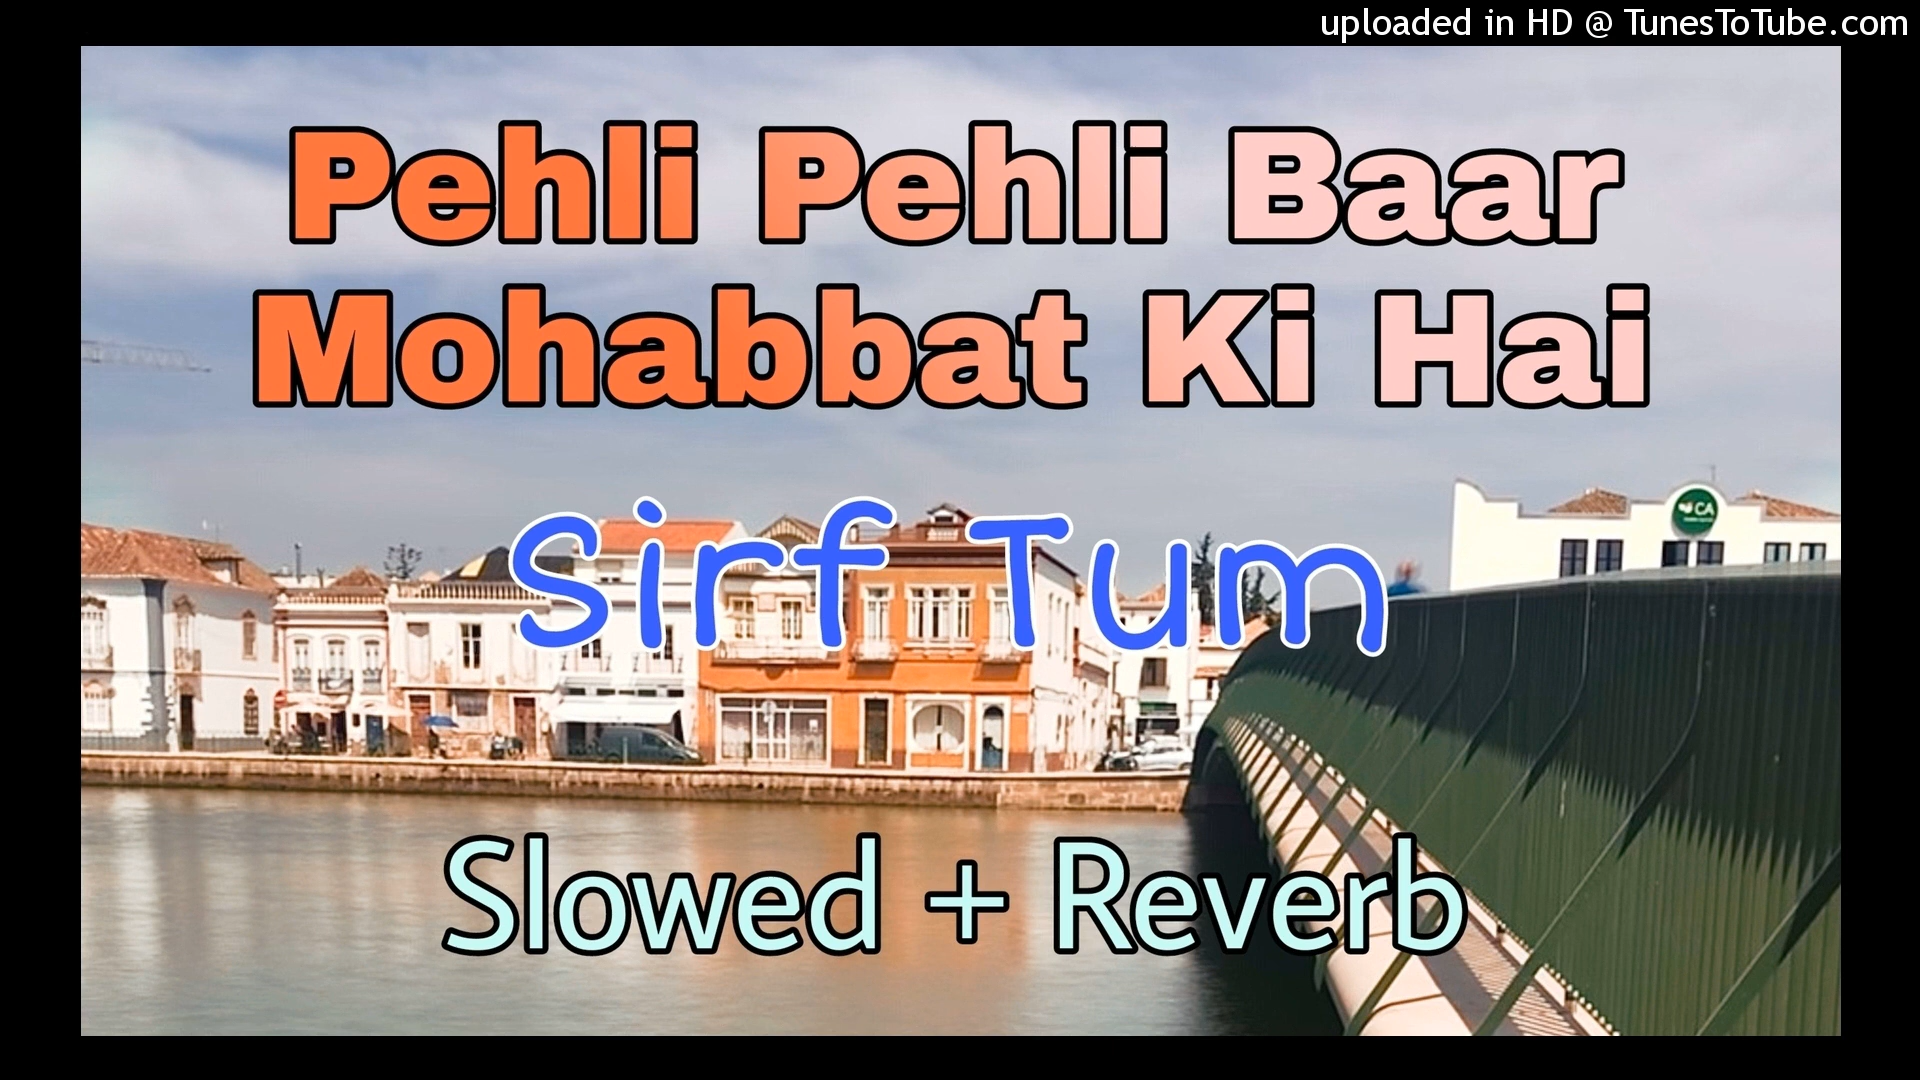 uploaded in HD @ TunesToTube.com
Pehli Pehli Baar
Mohabbat Ki Hai
Sirf Tum
CA
Slowed + Reverb